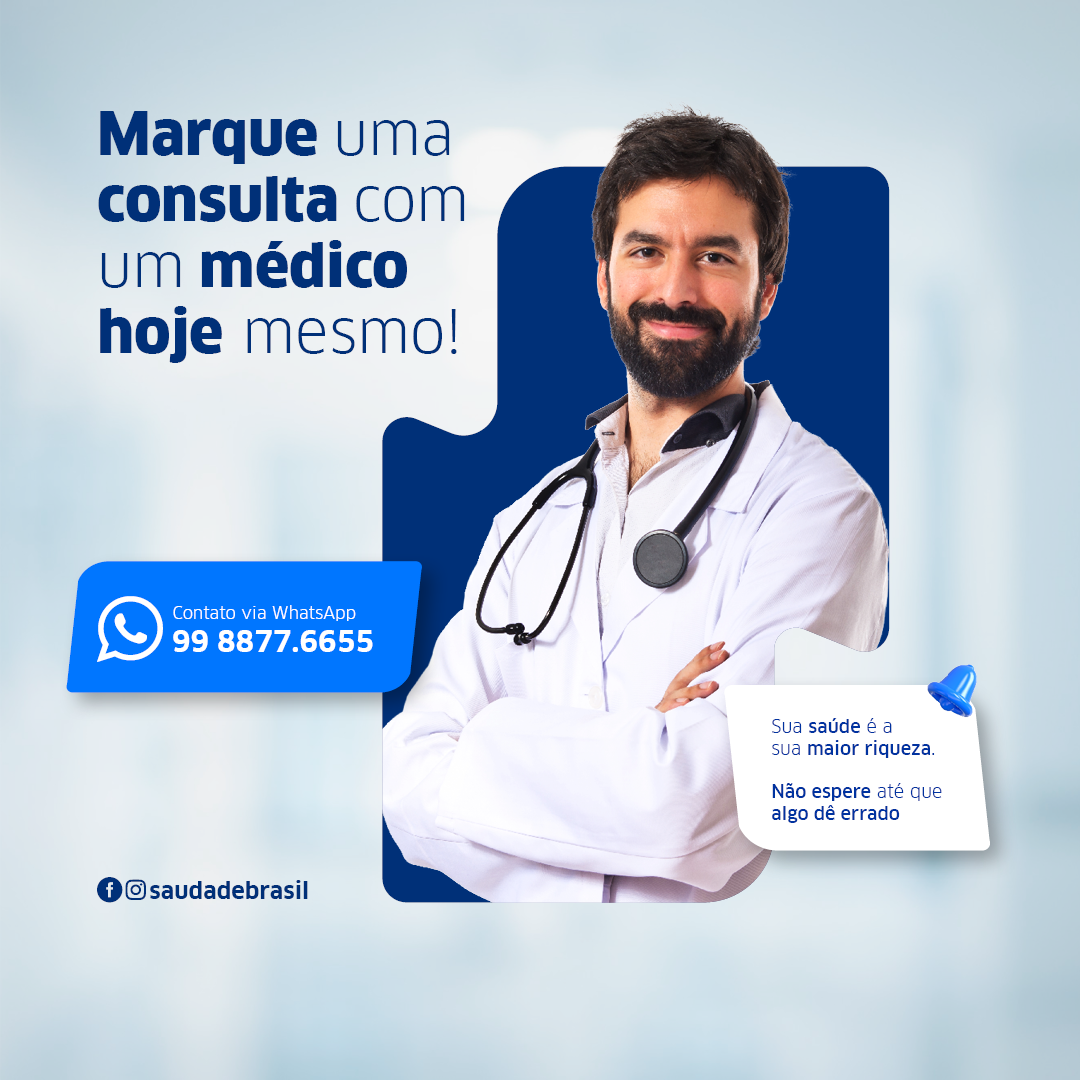 Marque uma
consulta com
um médico
hoje mesmo!
Contato via WhatsApp
99 8877.6655
Sua saúde é a
sua maior riqueza.
Não espere até que
algo dê errado
saudadebrasil